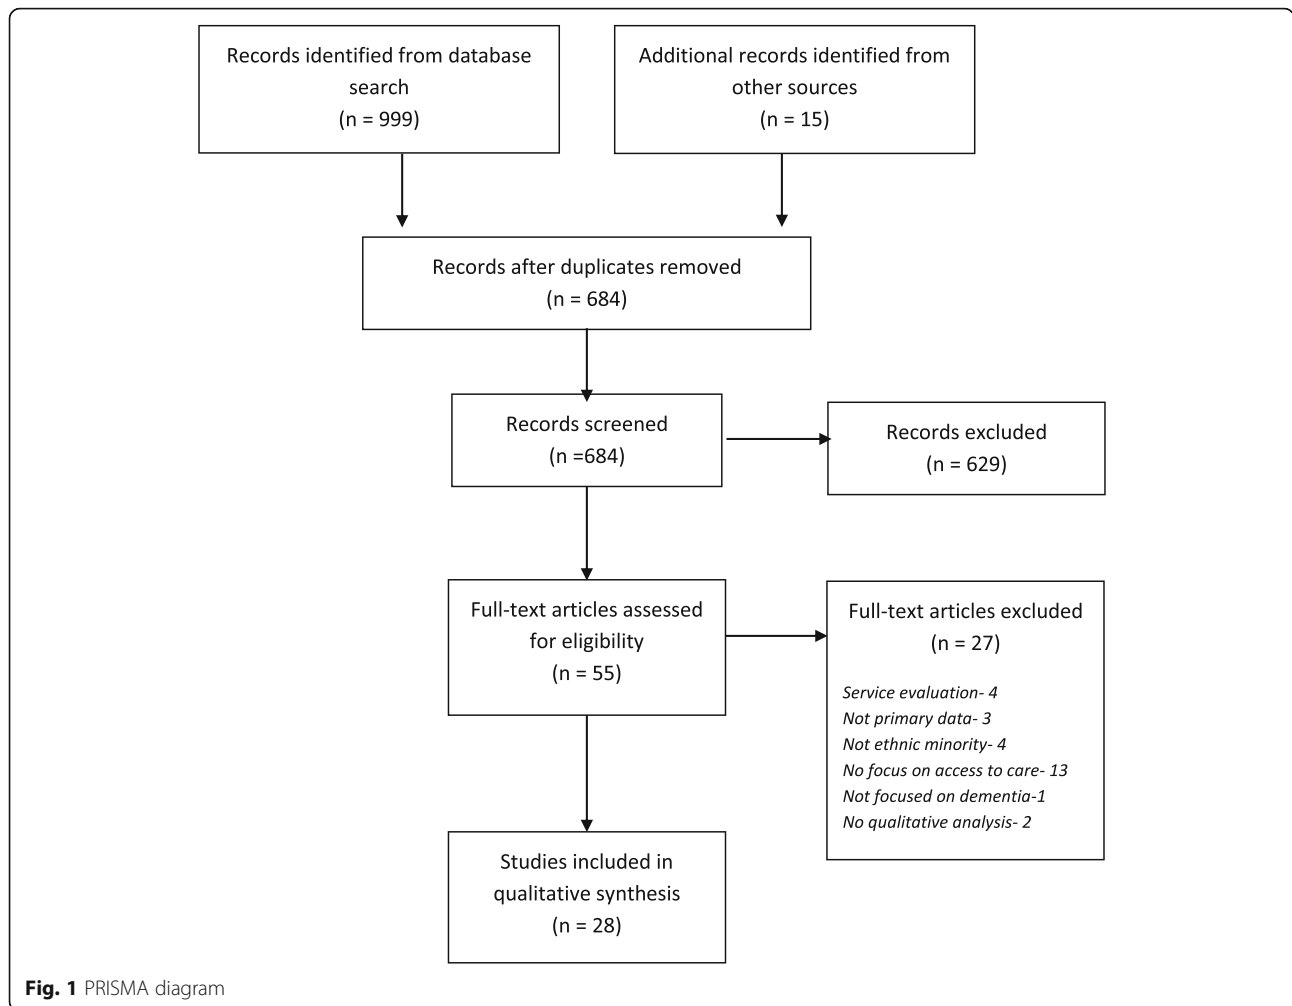 Records identified from database
search
(n = 999)
Additional records identified from
other sources
(n = 15)
Records after duplicates removed
(n = 684)
Records screened
(n =684)
Records excluded
(n = 629)
Full-text articles assessed
for eligibility
(n = 55)
Full-text articles excluded
(n = 27)
Service evaluation- 4
Not primary data- 3
Not ethnic minority- 4
No focus on access to care- 13
Not focused on dementia-1
No qualitative analysis- 2
Studies included in
qualitative synthesis
(n = 28)
Fig. 1 PRISMA diagram